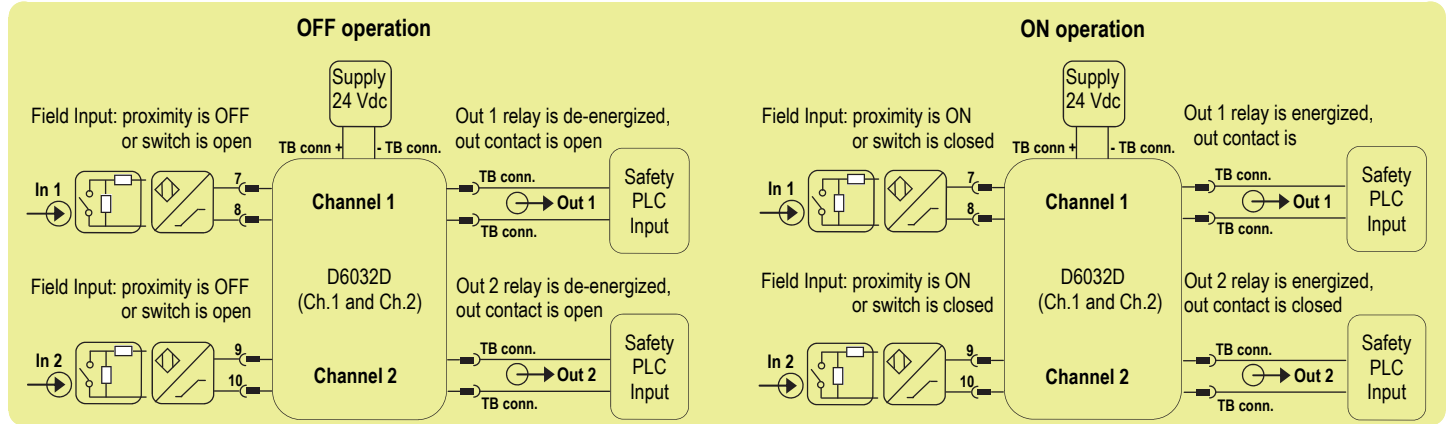 OFF operation
Supply
24 Vdc
Field Input: proximity is OFF
or switch is open
TB conn +
- TB conn.
Out 1 relay is de-energized,
out contact is open
In 1
7
8
Channel 1
TB conn.
Out 1
TB conn.
Safety
PLC
Input
D6032D
(Ch.1 and Ch.2)
Field Input: proximity is OFF
or switch is open
Out 2 relay is de-energized,
out contact is open
In 2
9
10
Channel 2
TB conn.
Out 2
TB conn.
Safety
PLC
Input
ON operation
Supply
24 Vdc
Field Input: proximity is ON
or switch is closed
TB conn +
- TB conn.
Out 1 relay is energized,
out contact is
In 1
7
8
Channel 1
TB conn.
Out 1
TB conn.
Safety
PLC
Input
D6032D
(Ch.1 and Ch.2)
Field Input: proximity is ON
or switch is closed
Out 2 relay is energized,
out contact is closed
In 2
9
10
Channel 2
TB conn.
Out 2
TB conn.
Safety
PLC
Input